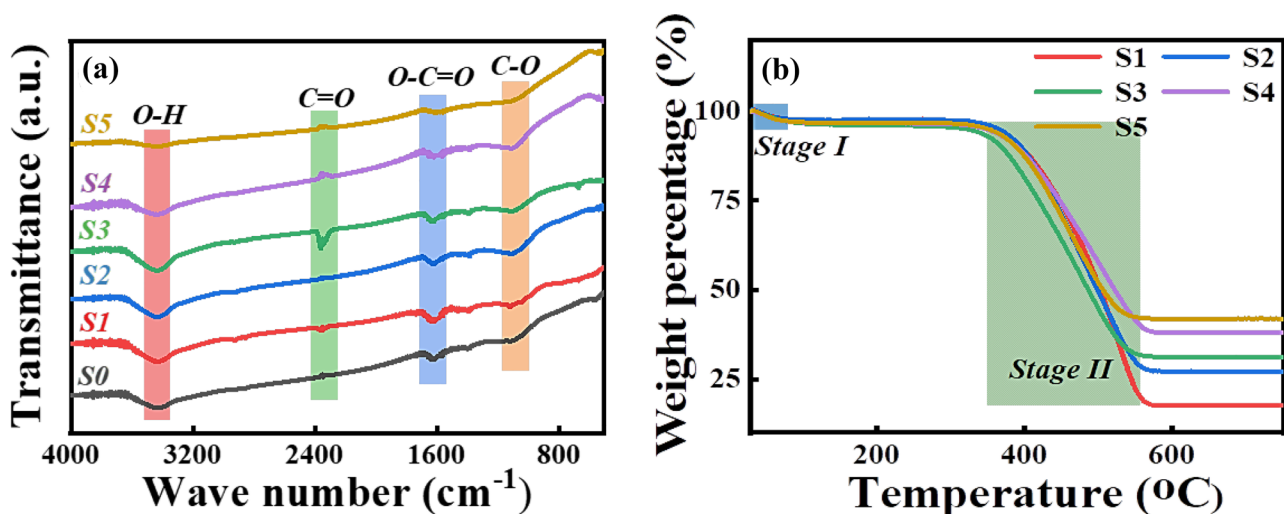 (a)
O-H
C=O
O-C=O
C-O
S5
S4
S3
S2
S1
S0
Transmittance (a.u.)
4000 3200 2400 1600 800
Wave number (cm⁻¹)
(b)
S1 S2
S3 S4
S5
Stage I
Stage II
Weight percentage (%)
100
75
50
25
200 400 600
Temperature (oC)